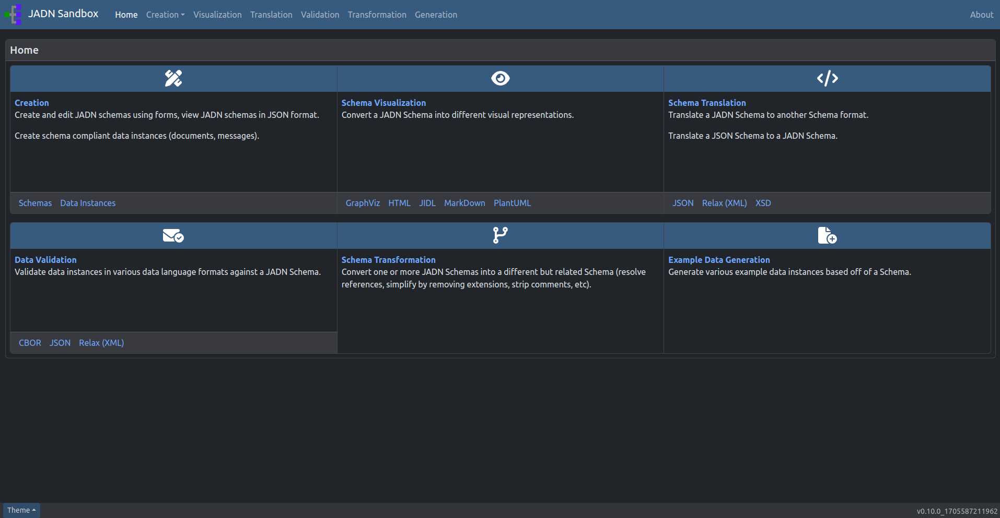 JADN Sandbox Home Creation Visualization Translation Validation Transformation Generation About
Home
Creation
Create and edit JADN schemas using forms, view JADN schemas in JSON format.
Create schema compliant data instances (documents, messages).
Schemas Data Instances
Schema Visualization
Convert a JADN Schema into different visual representations.
GraphViz HTML JIDL MarkDown PlantUML
Schema Translation
Translate a JADN Schema to another Schema format.
Translate a JSON Schema to a JADN Schema.
JSON Relax (XML) XSD
Data Validation
Validate data instances in various data language formats against a JADN Schema.
CBOR JSON Relax (XML)
Schema Transformation
Convert one or more JADN Schemas into a different but related Schema (resolve
references, simplify by removing extensions, strip comments, etc).
Example Data Generation
Generate various example data instances based off of a Schema.
Theme
v0.10.0_1705587211962